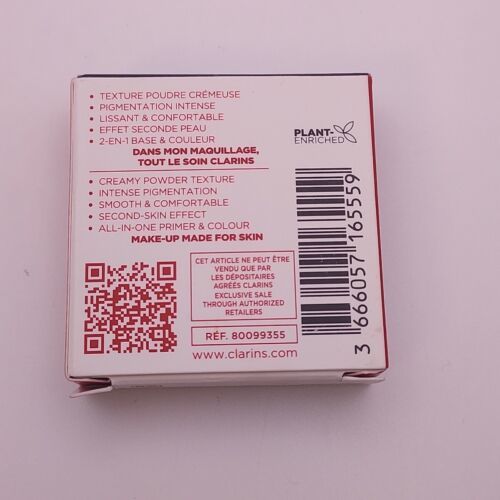 • TEXTURE POUDRE CRÉMEUSE
• PIGMENTATION INTENSE
• LISSANT & CONFORTABLE
• EFFET SECONDE PEAU
• 2-EN-1 BASE & COULEUR
DANS MON MAQUILLAGE,
TOUT LE SOIN CLARINS
• CREAMY POWDER TEXTURE
• INTENSE PIGMENTATION
• SMOOTH & COMFORTABLE
• SECOND-SKIN EFFECT
• ALL-IN-ONE PRIMER & COLOUR
MAKE-UP MADE FOR SKIN
PLANT-
ENRICHED
CET ARTICLE NE PEUT ÊTRE
VENDU QUE PAR
LES DÉPOSITAIRES
AGRÉÉS CLARINS
EXCLUSIVE SALE
THROUGH AUTHORIZED
RETAILERS
RÉF. 80099355
www.clarins.com
3 666057 165559